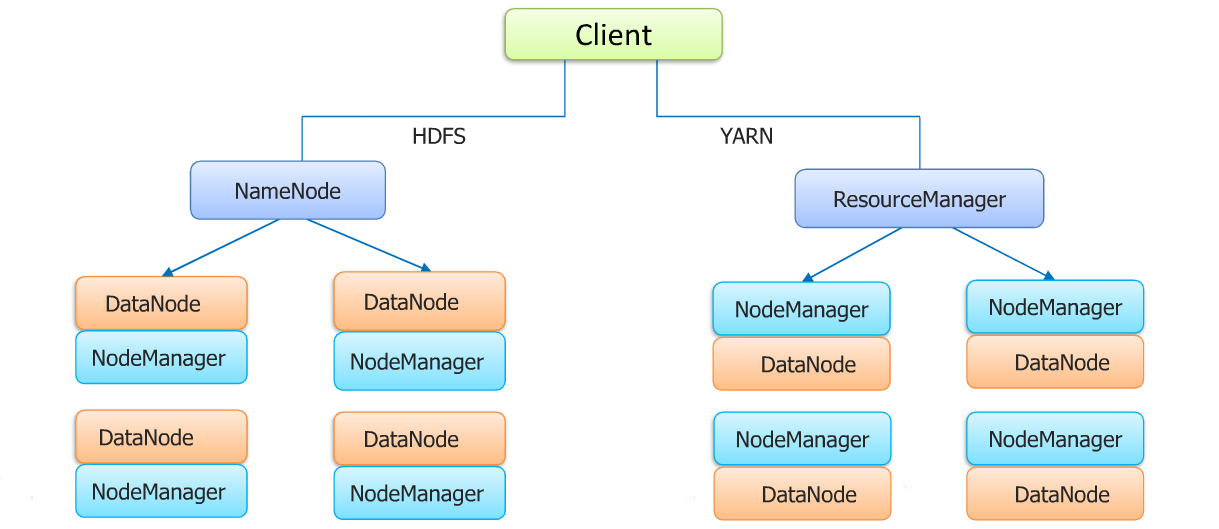 Client
HDFS
YARN
NameNode
ResourceManager
DataNode
NodeManager
DataNode
NodeManager
DataNode
NodeManager
DataNode
NodeManager
NodeManager
DataNode
NodeManager
DataNode
NodeManager
DataNode
NodeManager
DataNode